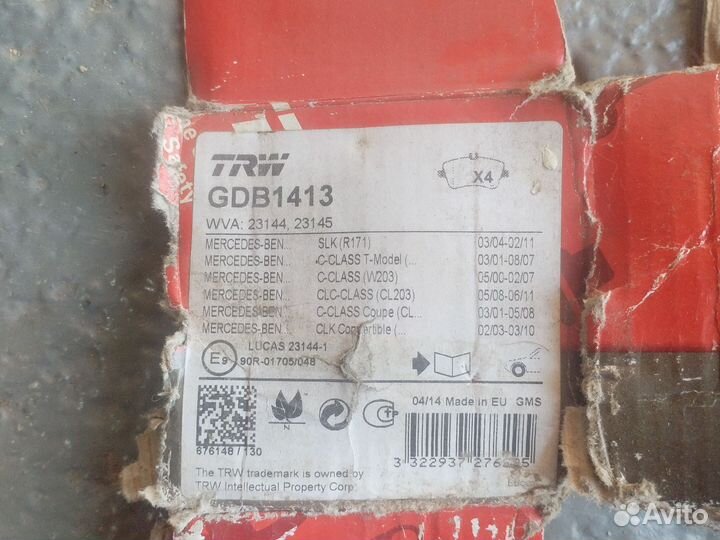 TRW
X4
GDB1413
WVA: 23144, 23145
MERCEDES-BEN... SLK (R171) 03/04-02/11
MERCEDES-BEN... C-CLASS T-Model (... 03/01-08/07
MERCEDES-BEN... C-CLASS (W203) 05/00-02/07
MERCEDES-BEN... CLC-CLASS (CL203) 05/08-06/11
MERCEDES-BEN... C-CLASS Coupe (CL... 03/01-05/08
MERCEDES-BEN... CLK Convertible (... 02/03-03/10
LUCAS 23144-1
E9 90R-01705/048
04/14 Made in EU GMS
N
676148 / 130
3 322937
The TRW trademark is owned by
TRW Intellectual Property Corp
Avito